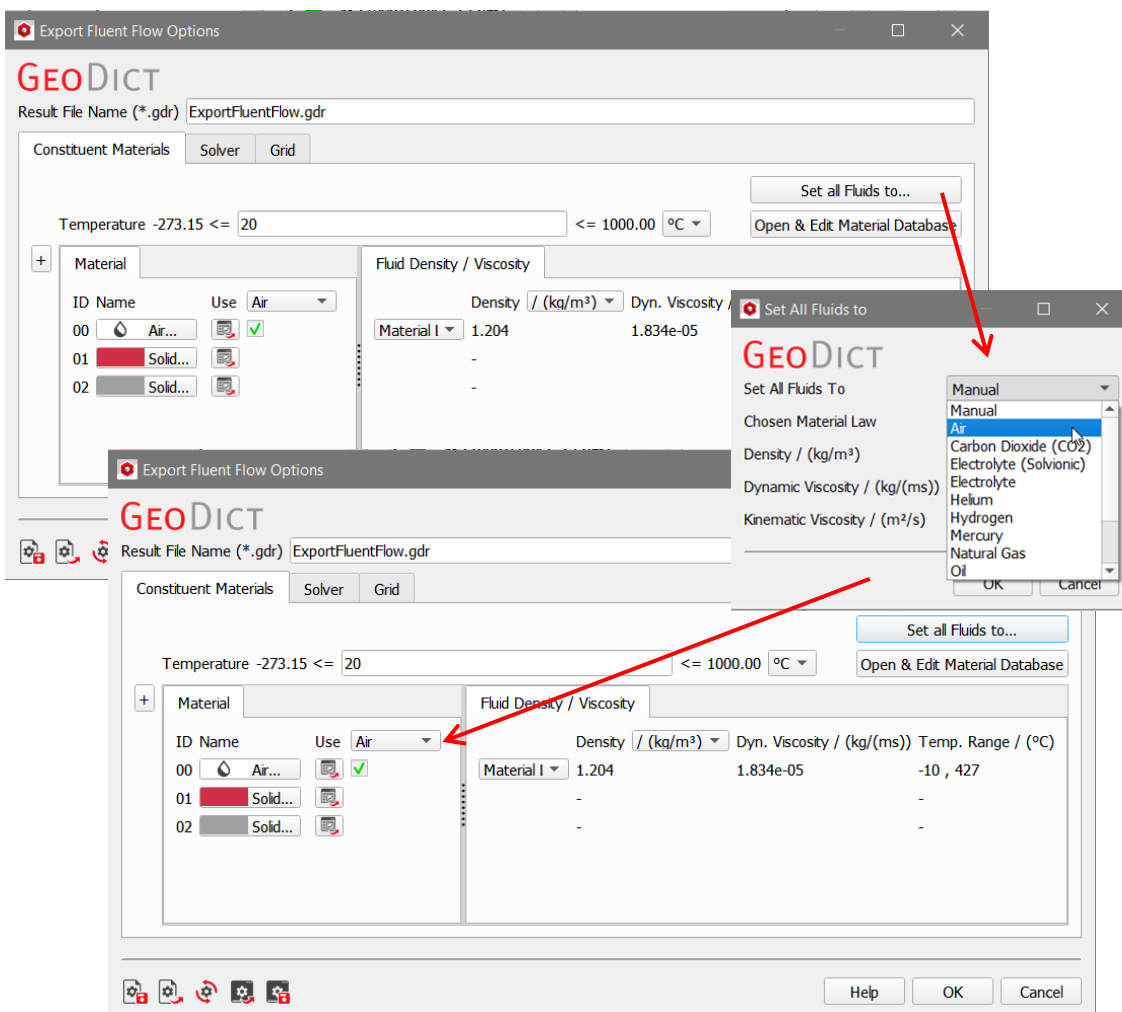 Export Fluent Flow Options
GEODICT
Result File Name (*.gdr) ExportFluentFlow.gdr
Constituent Materials Solver Grid
Set all Fluids to...
Temperature -273.15 <= 20 <= 1000.00 °C
Open & Edit Material Database
+ Material Fluid Density / Viscosity
ID Name Use Air Density / (kg/m³) Dyn. Viscosity /
00 Air... Material I 1.204 1.834e-05
01 Solid... -
02 Solid... -
Set All Fluids to
GEODICT
Set All Fluids To Manual
Chosen Material Law
Density / (kg/m³)
Dynamic Viscosity / (kg/(ms))
Kinematic Viscosity / (m²/s)
Manual
Air
Carbon Dioxide (CO2)
Electrolyte (Solvionic)
Electrolyte
Helium
Hydrogen
Mercury
Natural Gas
Oil
OK Cancel
Export Fluent Flow Options
GEODICT
Result File Name (*.gdr) ExportFluentFlow.gdr
Constituent Materials Solver Grid
Set all Fluids to...
Temperature -273.15 <= 20 <= 1000.00 °C
Open & Edit Material Database
+ Material Fluid Density / Viscosity
ID Name Use Air Density / (kg/m³) Dyn. Viscosity / (kg/(ms)) Temp. Range / (°C)
00 Air... Material I 1.204 1.834e-05 -10 , 427
01 Solid... - -
02 Solid... - -
Help OK Cancel